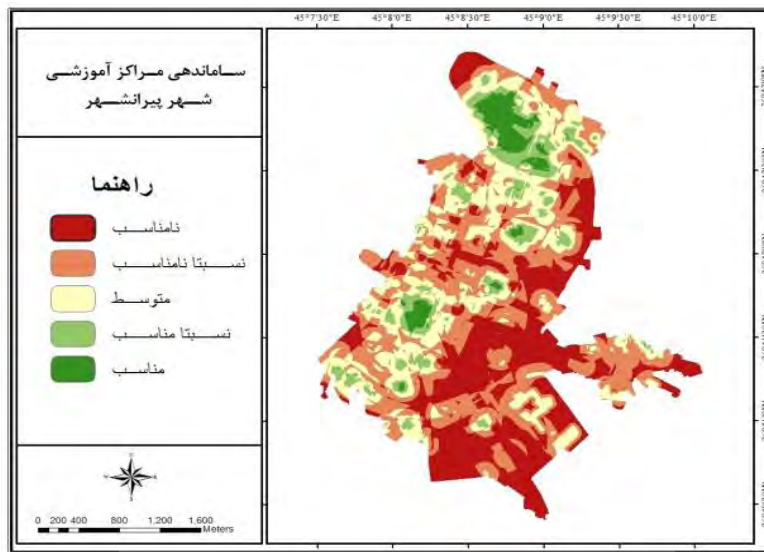 45°7'30"E 45°8'0"E 45°8'30"E 45°9'0"E 45°9'30"E 45°10'0"E
ساماندهی مراکز آموزشی
شهر پیرانشهر
راهنما
نامناسب
نسبتا نامناسب
متوسط
نسبتا مناسب
مناسب
0 200 400 800 1,200 1,600
Meters